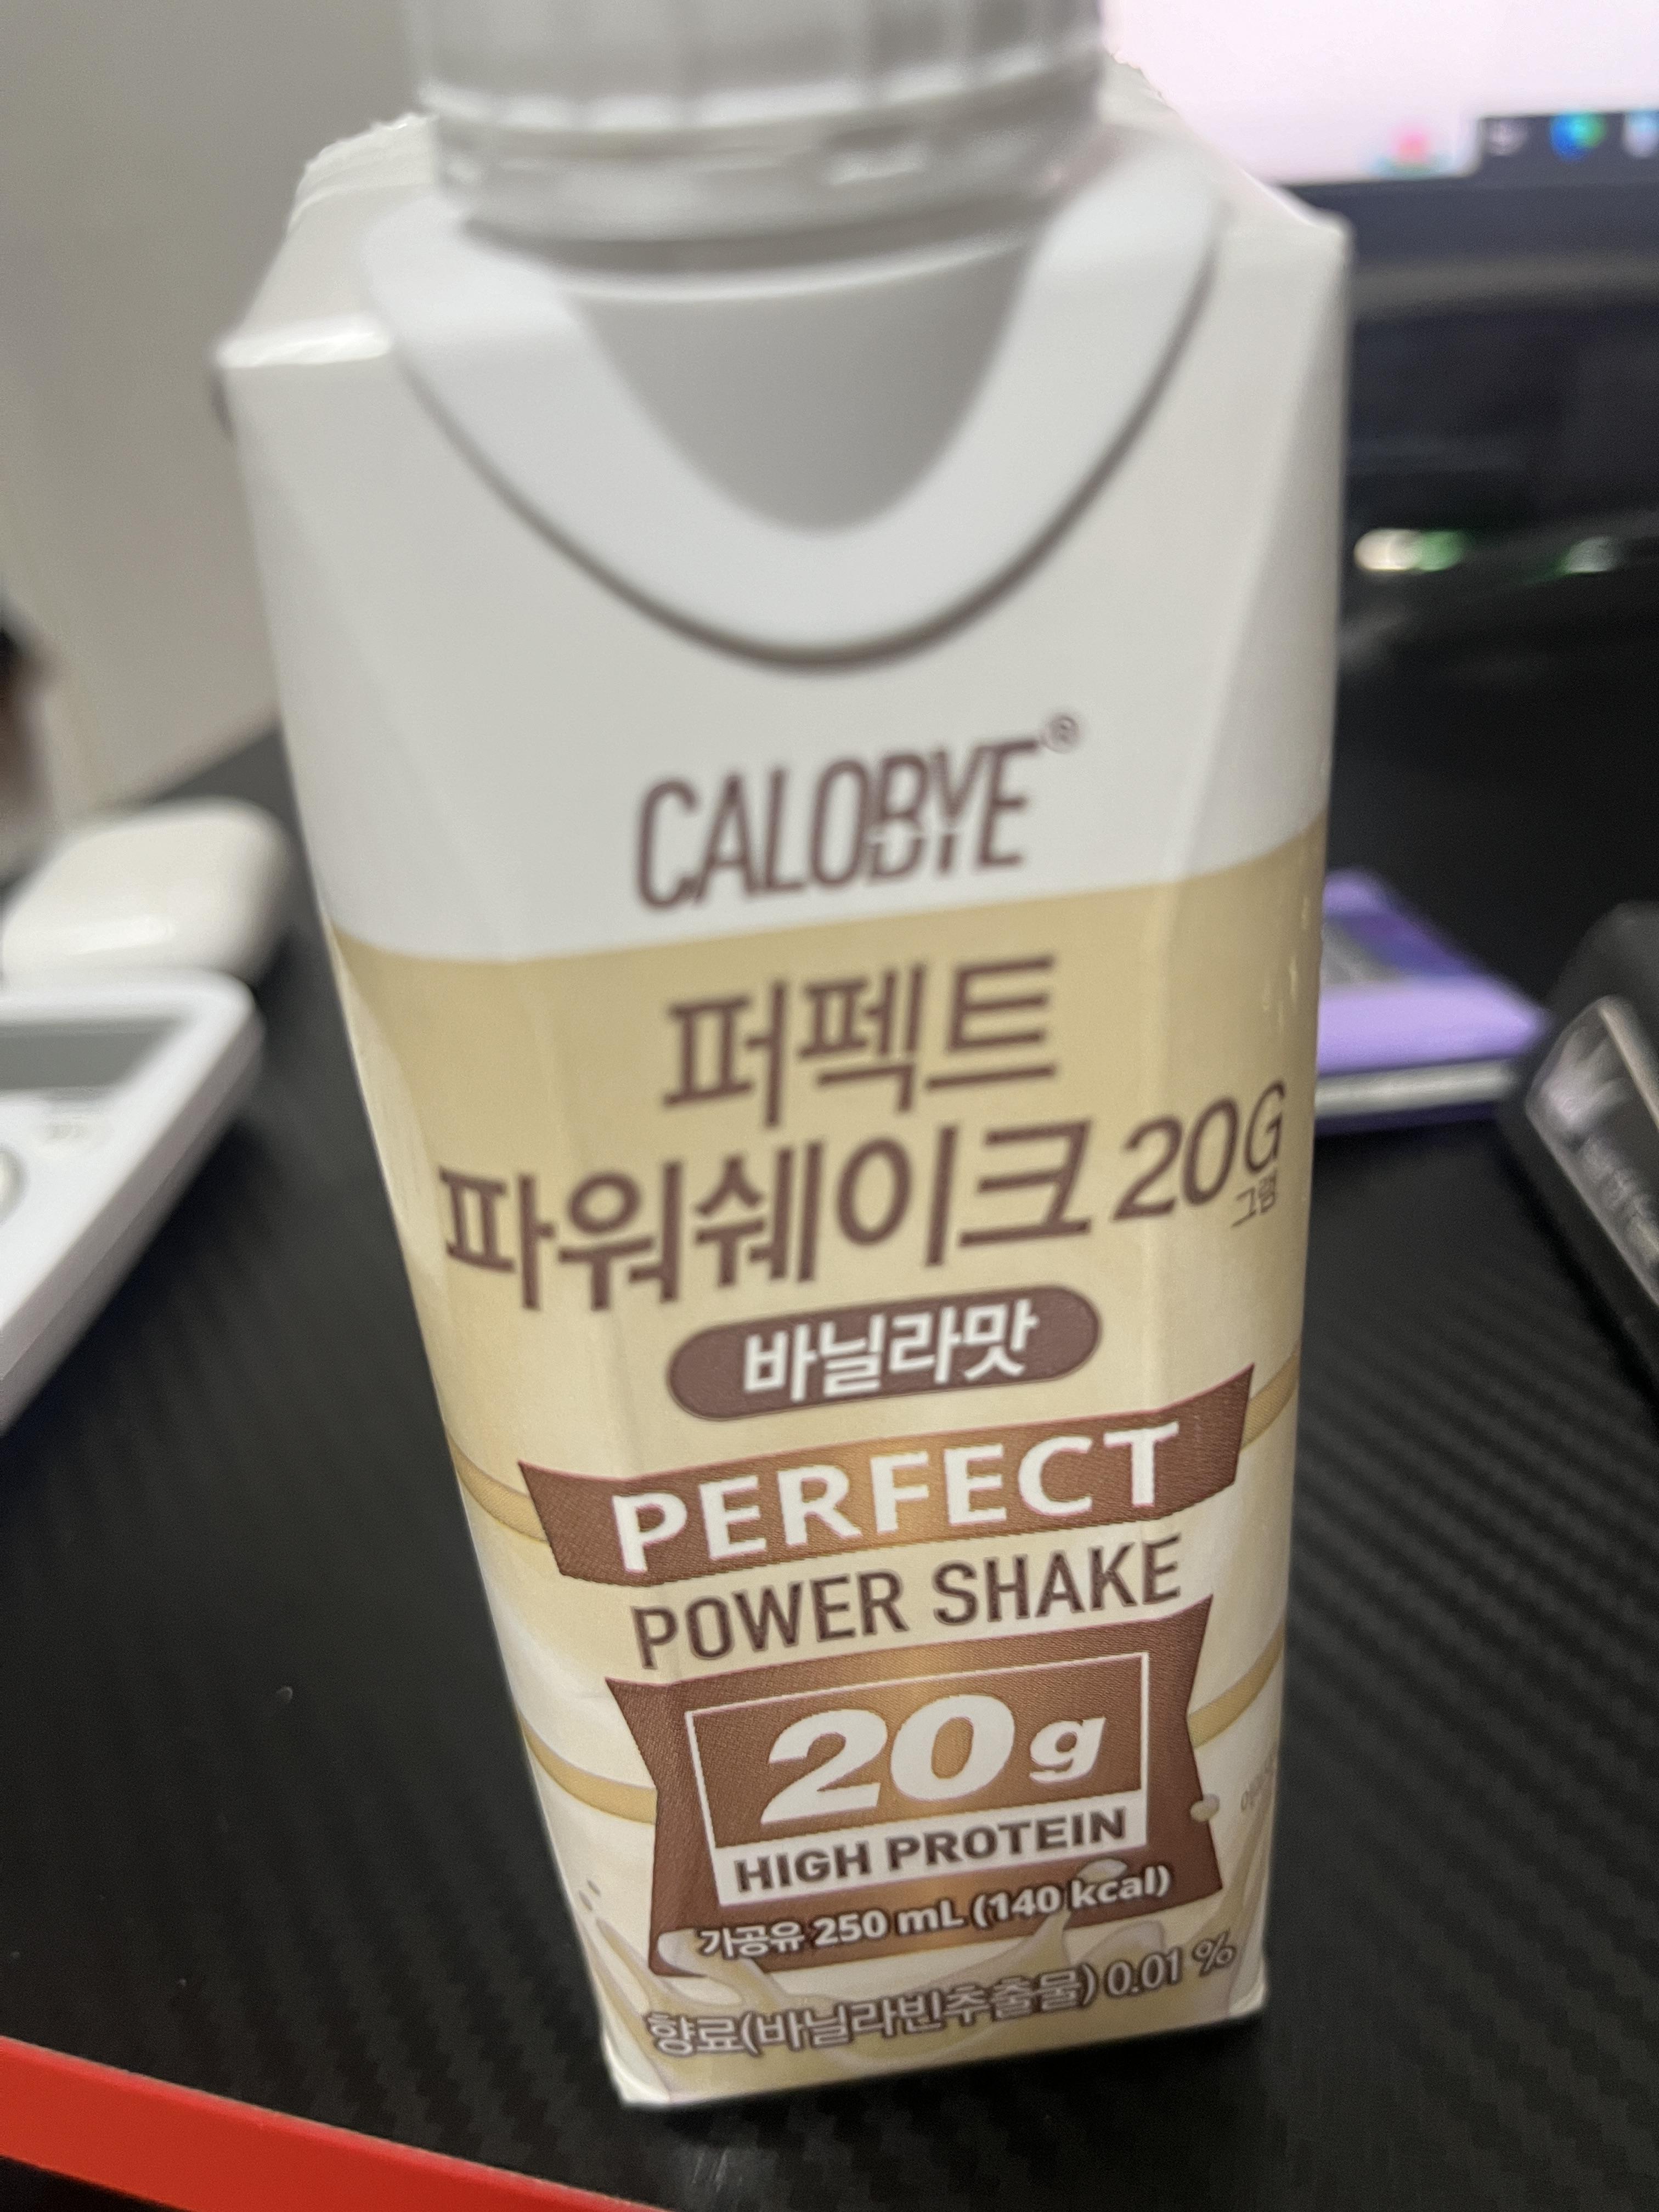 CALOBYE®
퍼펙트
파워쉐이크 20G
그램
바닐라맛
PERFECT
POWER SHAKE
20g
HIGH PROTEIN
가공유 250 mL (140 kcal)
향료(바닐라빈추출물) 0.01 %